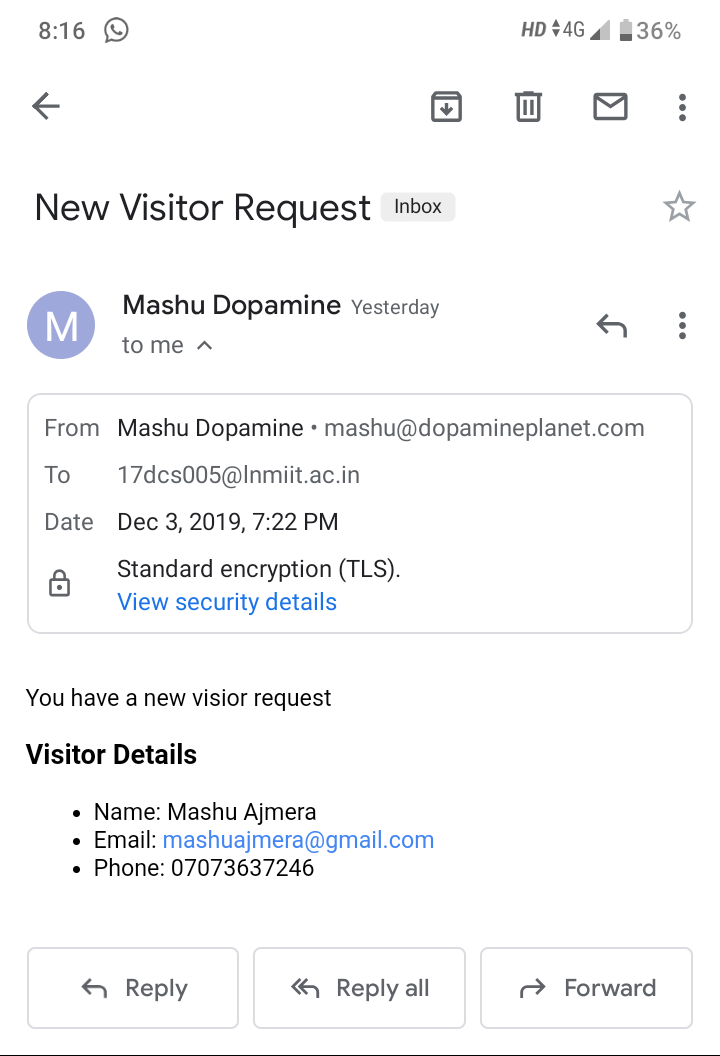 8:16 HD 4G 36%
New Visitor Request Inbox
M
Mashu Dopamine Yesterday
to me
From Mashu Dopamine • mashu@dopamineplanet.com
To 17dcs005@lnmiit.ac.in
Date Dec 3, 2019, 7:22 PM
Standard encryption (TLS).
View security details
You have a new visior request
Visitor Details
• Name: Mashu Ajmera
• Email: mashuajmera@gmail.com
• Phone: 07073637246
Reply Reply all Forward